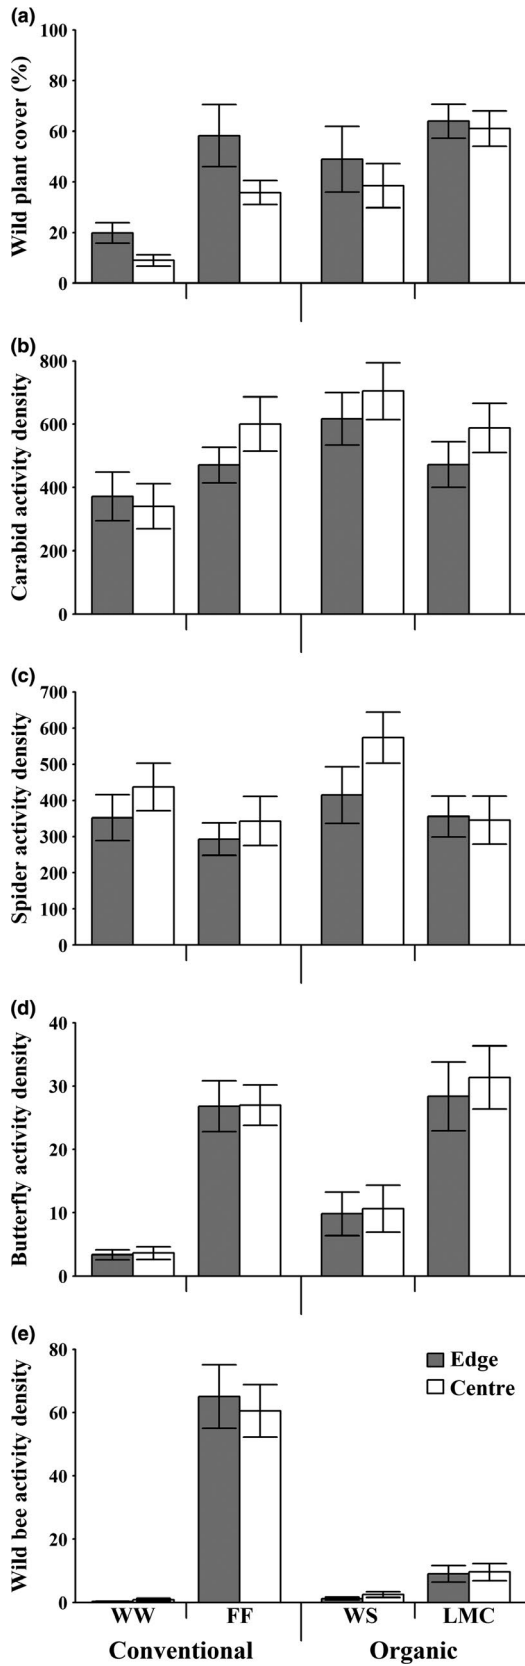 (a)
Wild plant cover (%)
100
80
60
40
20
0
(b)
Carabid activity density
800
600
400
200
0
(c)
Spider activity density
700
600
500
400
300
200
100
0
(d)
Butterfly activity density
40
30
20
10
0
(e)
Wild bee activity density
80
60
40
20
0
Edge
Centre
WW FF WS LMC
Conventional Organic